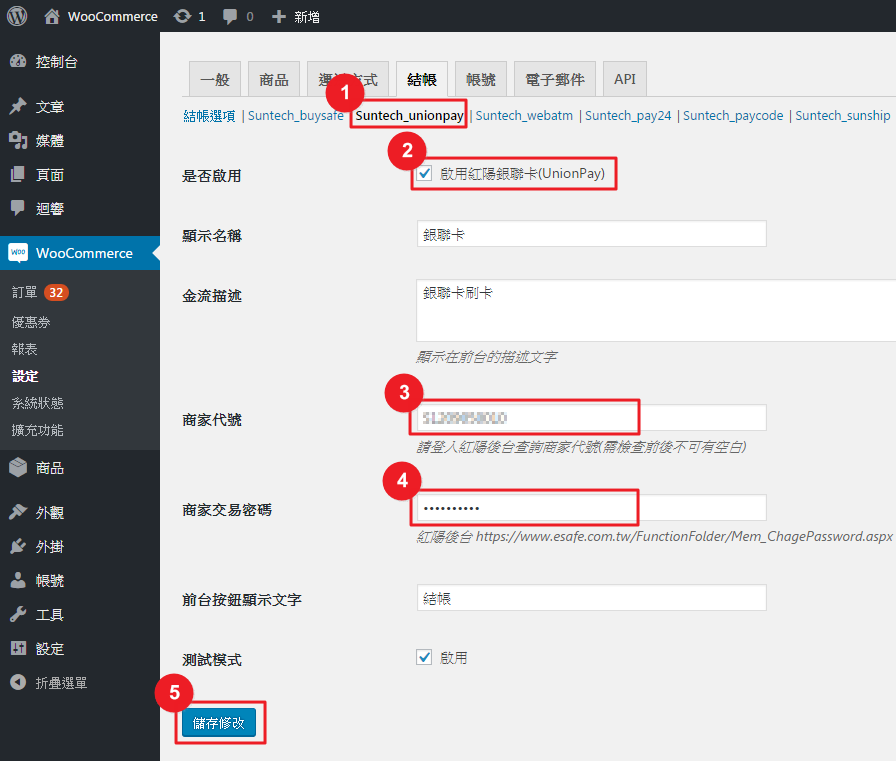 WooCommerce 1 0 新增
控制台
文章
媒體
頁面
迴響
WooCommerce
訂單 32
優惠券
報表
設定
系統狀態
擴充功能
商品
外觀
外掛
帳號
工具
設定
折疊選單
一般 商品 方式 結帳 帳號 電子郵件 API
1
結帳選項 | Suntech_buysafe Suntech_unionpay | Suntech_webatm | Suntech_pay24 | Suntech_paycode | Suntech_sunship
2
是否啟用 啟用紅陽銀聯卡(UnionPay)
顯示名稱 銀聯卡
金流描述 銀聯卡刷卡
顯示在前台的描述文字
3
商家代號
請登入紅陽後台查詢商家代號(需檢查前後不可有空白)
4
商家交易密碼 ••••••••••
紅陽後台 https://www.esafe.com.tw/FunctionFolder/Mem_ChagePassword.aspx
前台按鈕顯示文字 結帳
測試模式 啟用
5
儲存修改